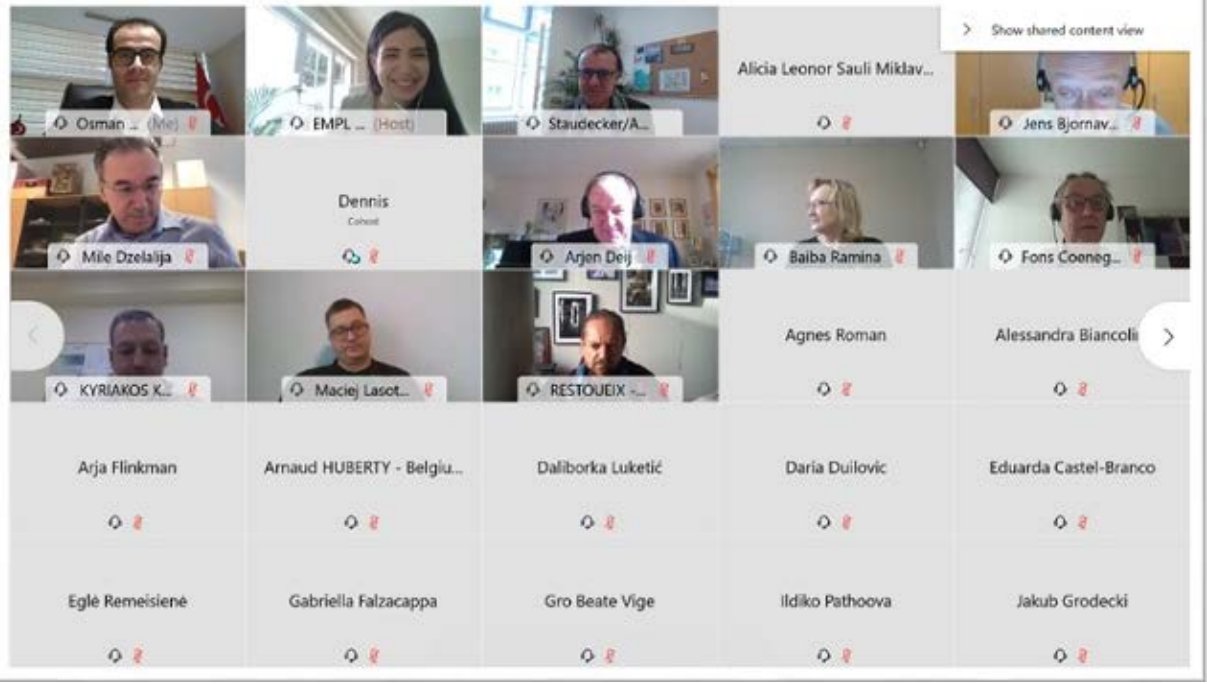 Show shared content view
Osman ... (Me)
EMPL ... (Host)
Staudecker/A...
Alicia Leonor Sauli Miklav...
Jens Bjornav...
Mile Dzelalija
Dennis
Cohost
Arjen Deij
Baiba Ramina
Fons Coeneg...
KYRIAKOS K...
Maciej Lasot...
RESTOUEIX -...
Agnes Roman
Alessandra Biancoli
Arja Flinkman
Arnaud HUBERTY - Belgiu...
Daliborka Luketić
Daria Duilovic
Eduarda Castel-Branco
Eglė Remeisienė
Gabriella Falzacappa
Gro Beate Vige
Ildiko Pathoova
Jakub Grodecki